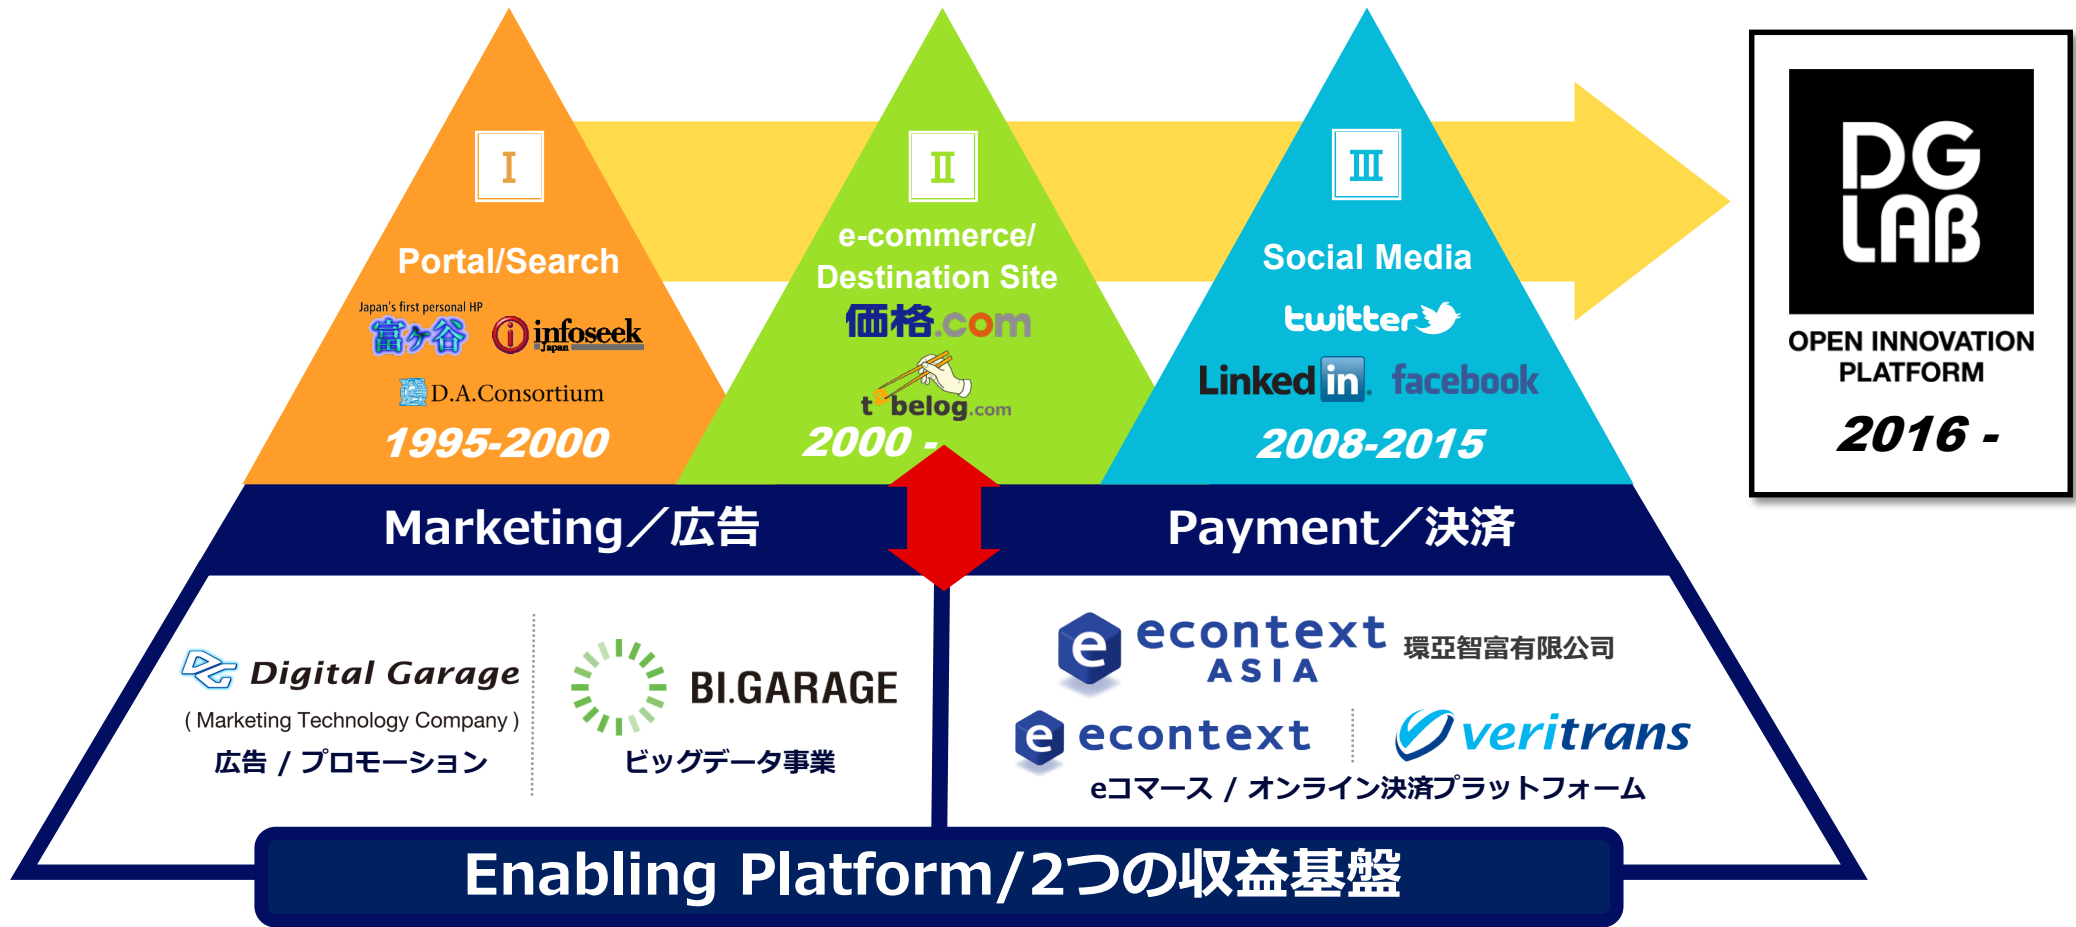 I
Portal/Search
Japan's first personal HP
富ヶ谷
i infoseek
Japan
D.A.Consortium
1995-2000
II
e-commerce/
Destination Site
価格.com
tabelog.com
2000 -
III
Social Media
twitter
Linked in. facebook
2008-2015
DG
LAB
OPEN INNOVATION
PLATFORM
2016 -
Marketing／広告
Payment／決済
DG Digital Garage
( Marketing Technology Company )
広告 / プロモーション
BI.GARAGE
ビッグデータ事業
e econtext
ASIA
環亞智富有限公司
e econtext
veritrans
eコマース / オンライン決済プラットフォーム
Enabling Platform/2つの収益基盤